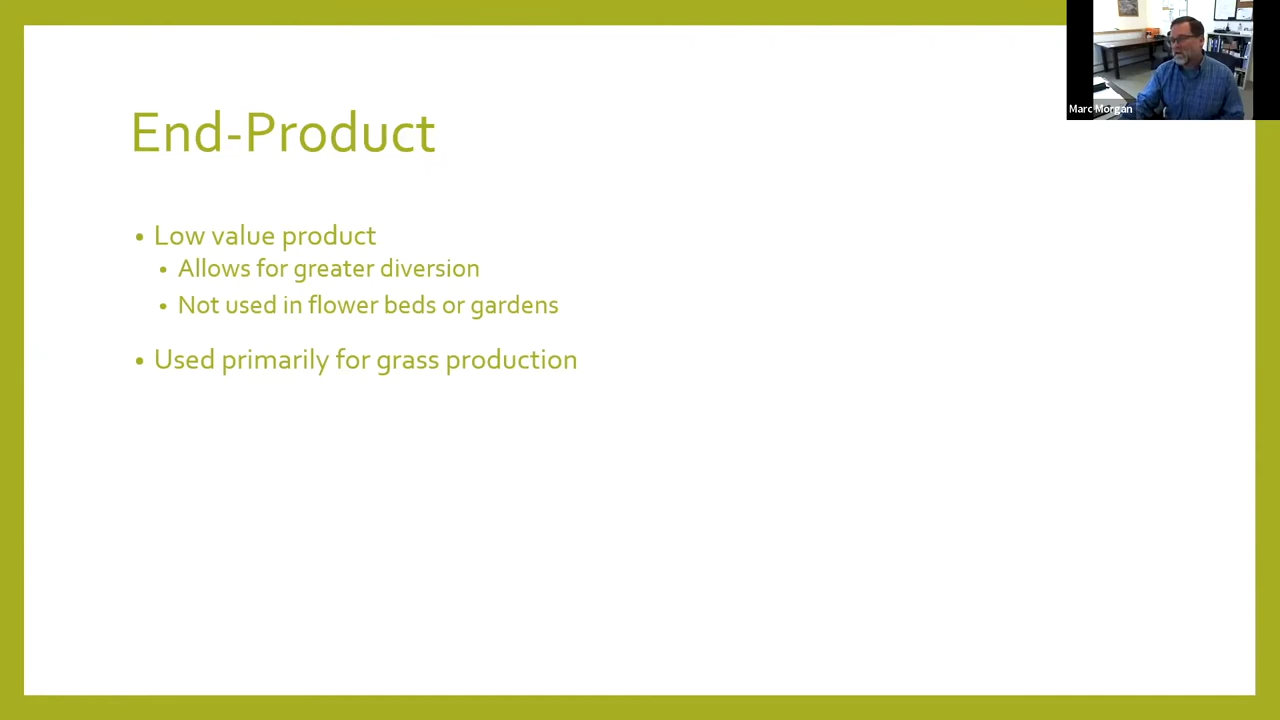 End-Product
• Low value product
• Allows for greater diversion
• Not used in flower beds or gardens
• Used primarily for grass production
Marc Morgan